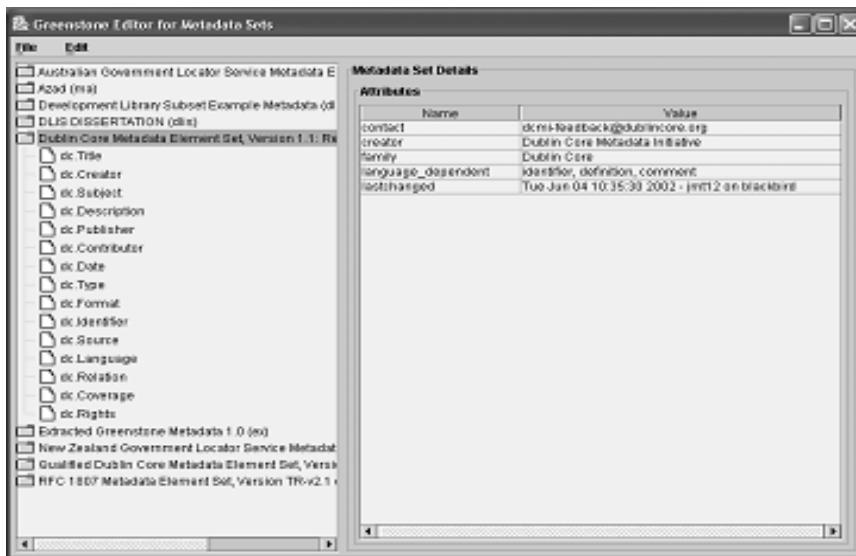 Greenstone Editor for Metadata Sets
File Edit
Australian Government Locator Service Metadata E
Azad (ma)
Development Library Subset Example Metadata (dl
DLIS DISSERTATION (dlis)
Dublin Core Metadata Element Set, Version 1.1: Re
dc.Title
dc.Creator
dc.Subject
dc.Description
dc.Publisher
dc.Contributor
dc.Date
dc.Type
dc.Format
dc.Identifier
dc.Source
dc.Language
dc.Relation
dc.Coverage
dc.Rights
Extracted Greenstone Metadata 1.0 (ex)
New Zealand Government Locator Service Metadat
Qualified Dublin Core Metadata Element Set, Versi
RFC 1807 Metadata Element Set, Version TR-v2.1
Metadata Set Details
Attributes
Name Value
contact dcmi-feedback@dublincore.org
creator Dublin Core Metadata Initiative
family Dublin Core
language_dependent identifier, definition, comment
lastchanged Tue Jun 04 10:35:30 2002 - jmt12 on blackbird